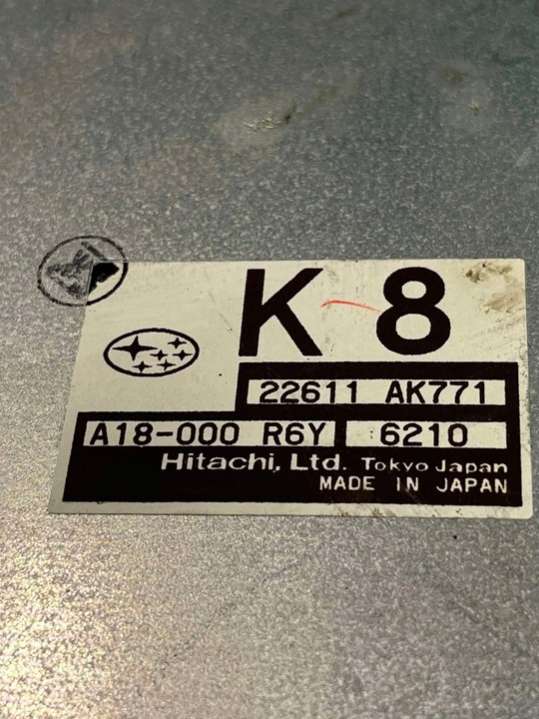 K 8
22611 AK771
A18-000 R6Y 6210
Hitachi, Ltd. Tokyo Japan
MADE IN JAPAN